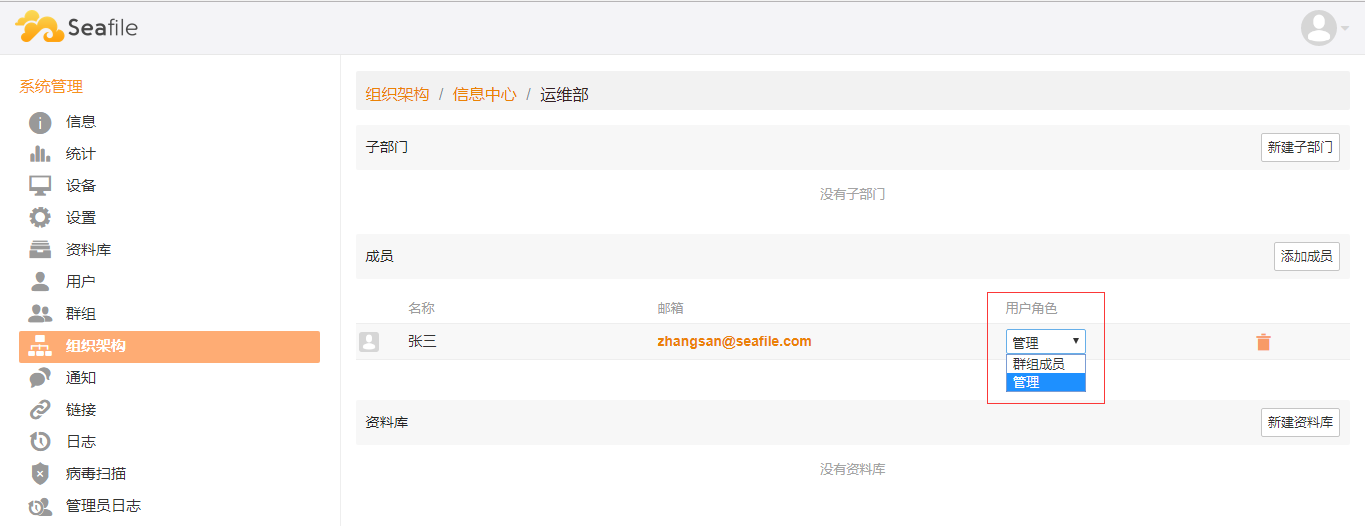 Seafile
系统管理
信息
统计
设备
设置
资料库
用户
群组
组织架构
通知
链接
日志
病毒扫描
管理员日志
组织架构 / 信息中心 / 运维部
子部门 新建子部门
没有子部门
成员 添加成员
名称 邮箱 用户角色
张三 zhangsan@seafile.com 管理
群组成员
管理
资料库 新建资料库
没有资料库